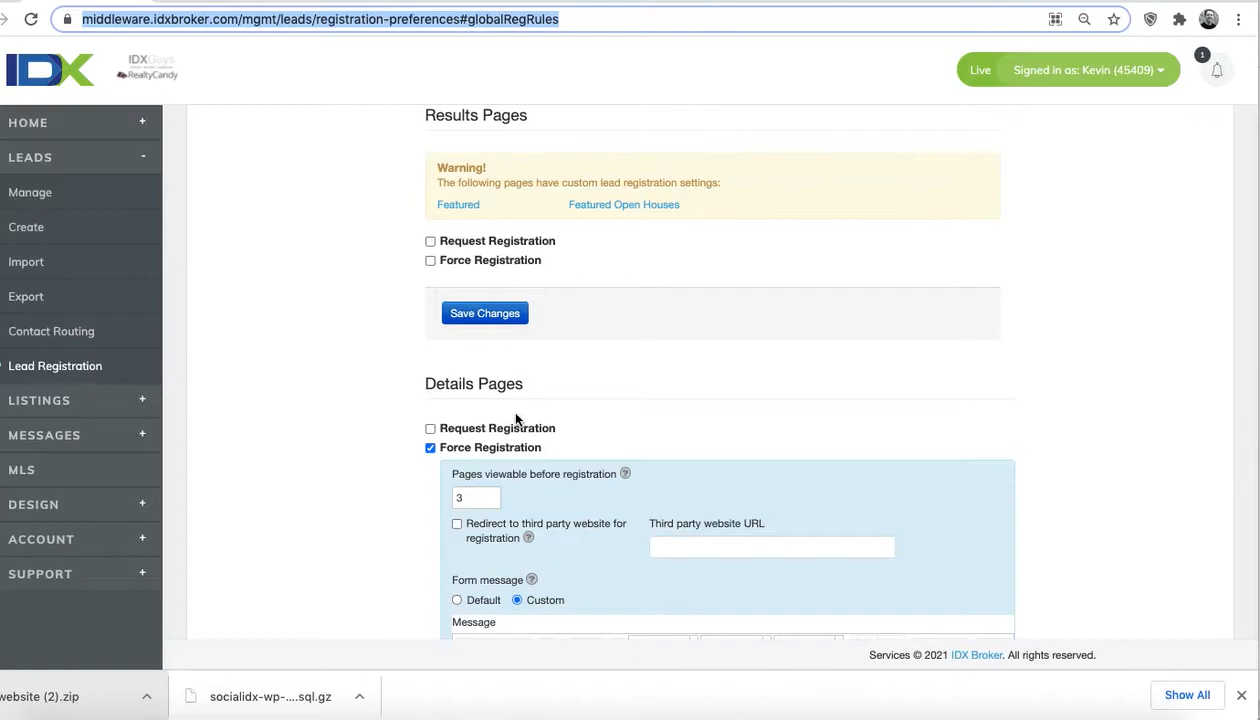 middleware.idxbroker.com/mgmt/leads/registration-preferences#globalRegRules
IDX
IDXGuys
RealtyCandy
Live
Signed in as: Kevin (45409)
1
HOME +
LEADS -
Manage
Create
Import
Export
Contact Routing
Lead Registration
LISTINGS +
MESSAGES +
MLS
DESIGN +
ACCOUNT +
SUPPORT +
Results Pages
Warning!
The following pages have custom lead registration settings:
Featured
Featured Open Houses
Request Registration
Force Registration
Save Changes
Details Pages
Request Registration
Force Registration
Pages viewable before registration ?
3
Redirect to third party website for
registration ?
Third party website URL
Form message ?
Default
Custom
Message
Services © 2021 IDX Broker. All rights reserved.
website (2).zip
socialidx-wp-....sql.gz
Show All